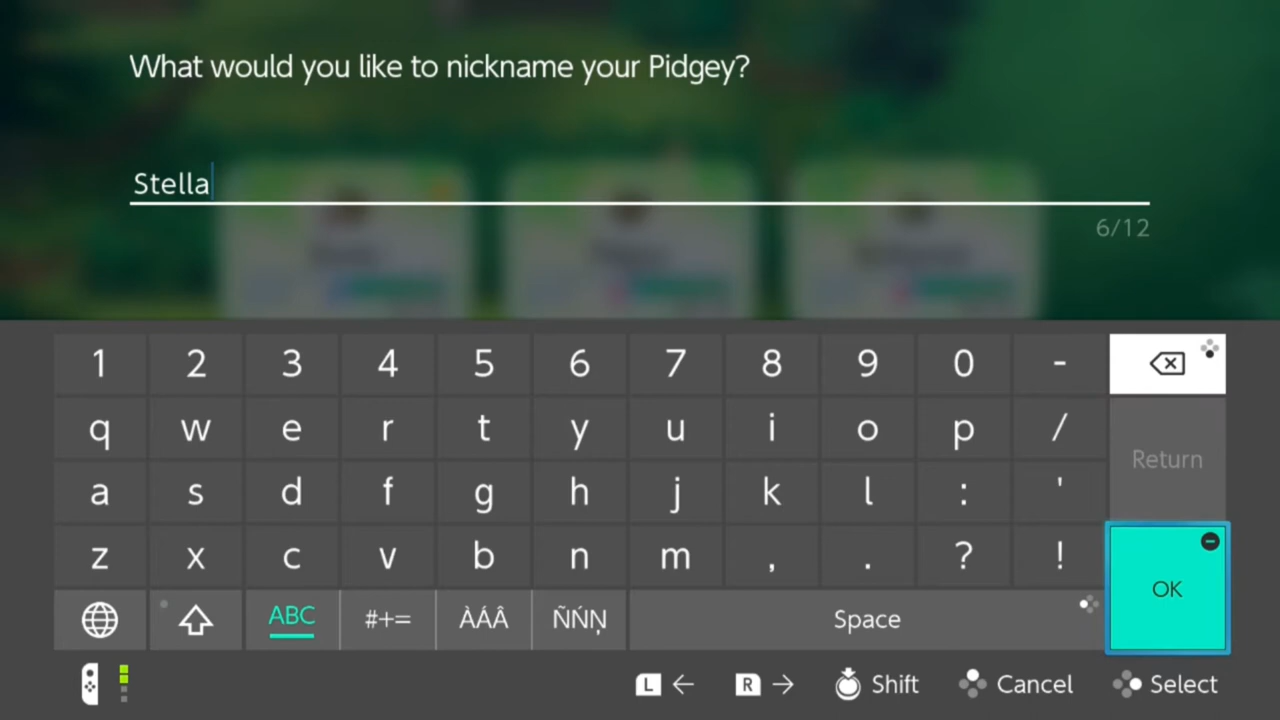 What would you like to nickname your Pidgey?
Stella
6/12
1 2 3 4 5 6 7 8 9 0 -
q w e r t y u i o p /
Return
a s d f g h j k l : '
z x c v b n m , . ? !
OK
ABC #+= ÀÁÂ ÑŃŅ Space
L ← R → Shift Cancel Select